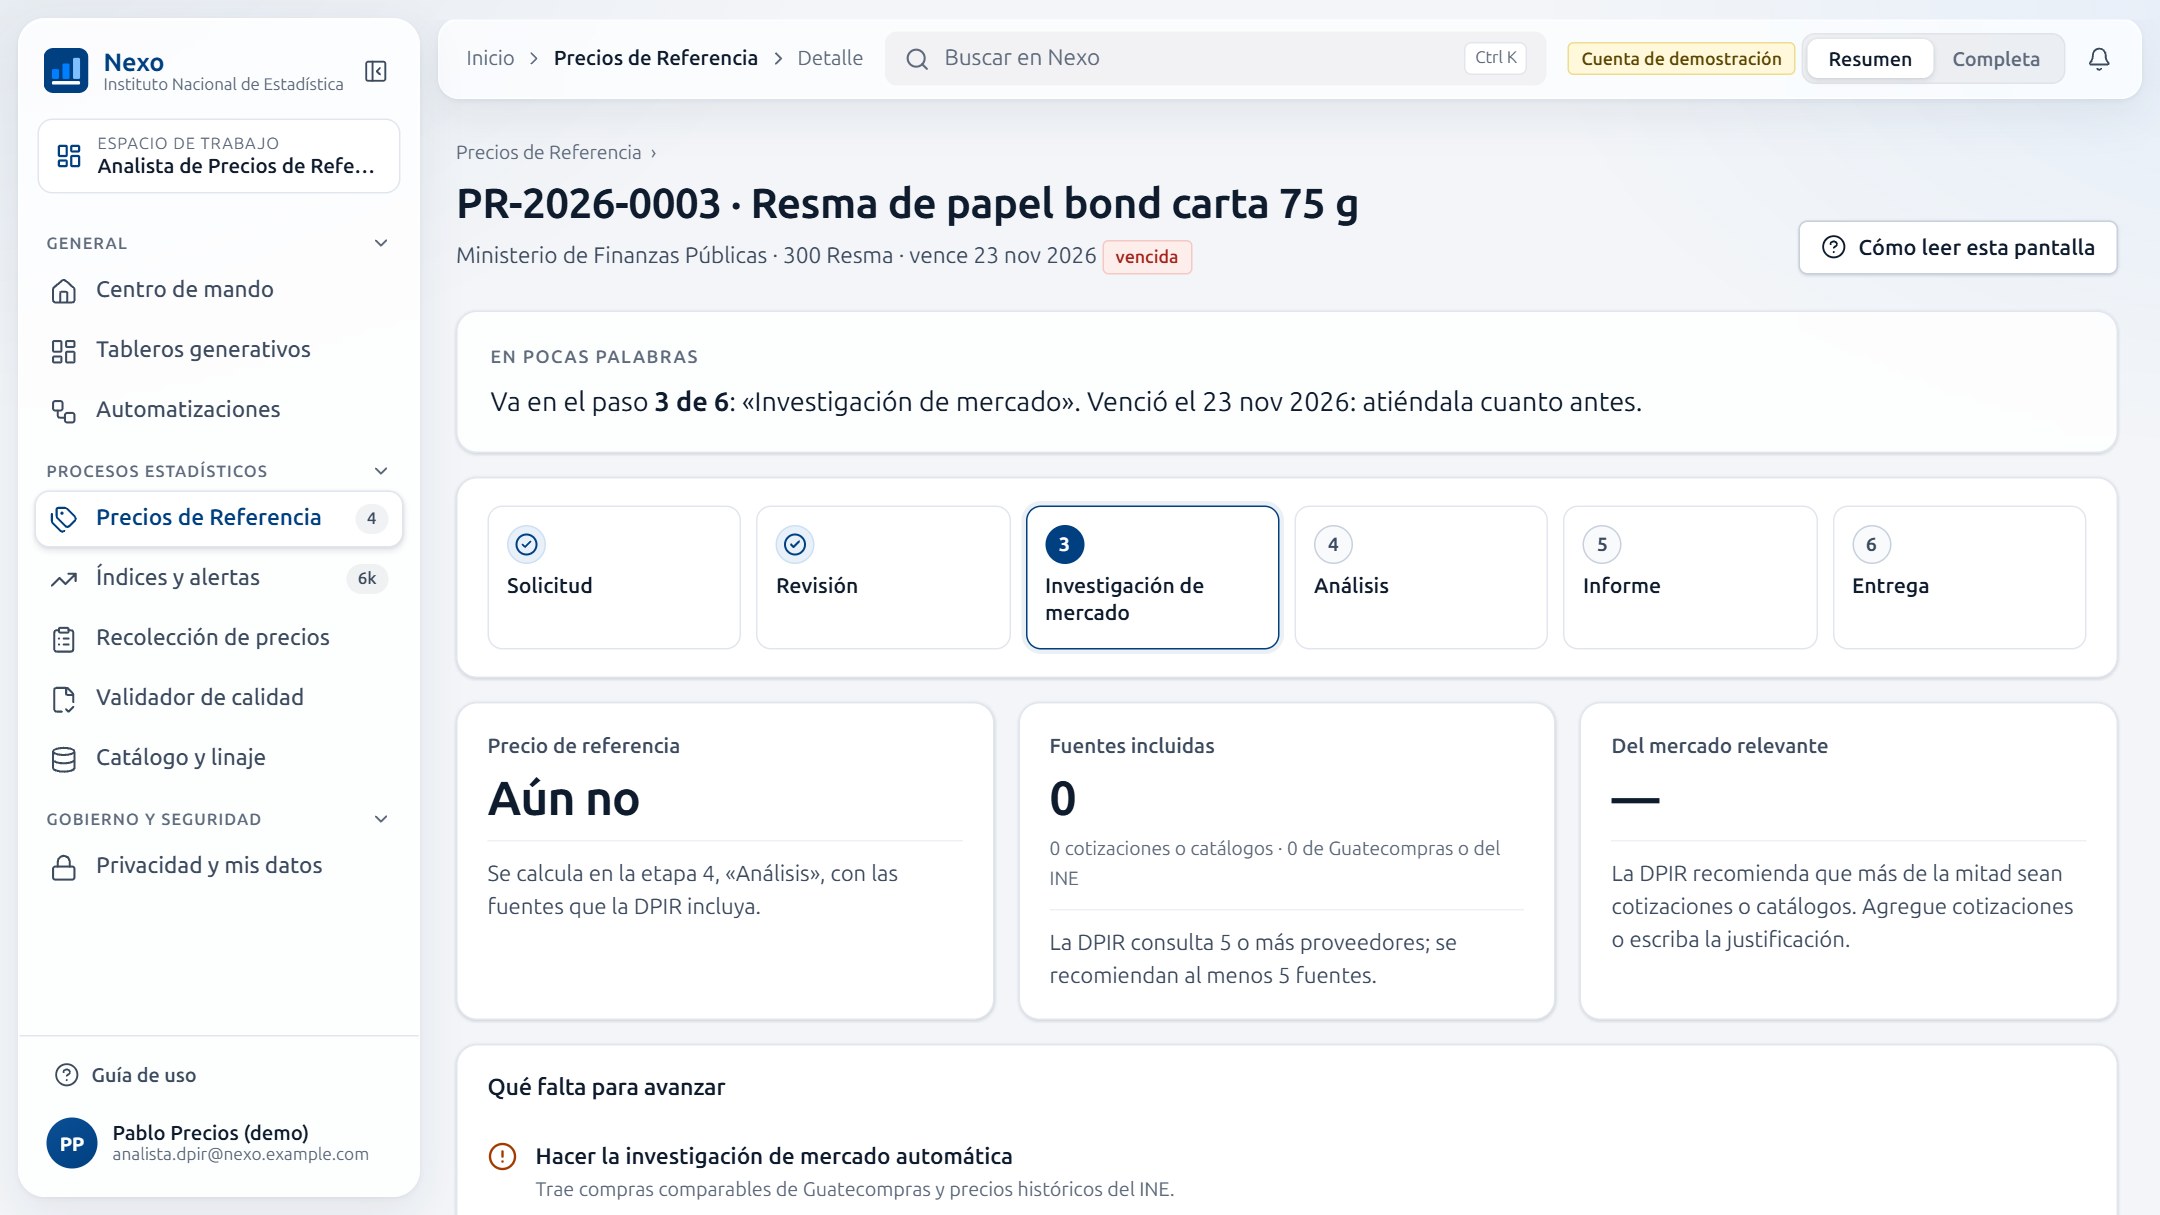 Nexo
Instituto Nacional de Estadística
ESPACIO DE TRABAJO
Analista de Precios de Refe...
GENERAL
Centro de mando
Tableros generativos
Automatizaciones
PROCESOS ESTADÍSTICOS
Precios de Referencia 4
Índices y alertas 6k
Recolección de precios
Validador de calidad
Catálogo y linaje
GOBIERNO Y SEGURIDAD
Privacidad y mis datos
Guía de uso
PP
Pablo Precios (demo)
analista.dpir@nexo.example.com
Inicio > Precios de Referencia > Detalle
Buscar en Nexo Ctrl K
Cuenta de demostración
Resumen Completa
Precios de Referencia ›
PR-2026-0003 · Resma de papel bond carta 75 g
Ministerio de Finanzas Públicas · 300 Resma · vence 23 nov 2026 vencida
Cómo leer esta pantalla
EN POCAS PALABRAS
Va en el paso 3 de 6: «Investigación de mercado». Venció el 23 nov 2026: atiéndala cuanto antes.
Solicitud
Revisión
3
Investigación de
mercado
4
Análisis
5
Informe
6
Entrega
Precio de referencia
Aún no
Se calcula en la etapa 4, «Análisis», con las
fuentes que la DPIR incluya.
Fuentes incluidas
0
0 cotizaciones o catálogos · 0 de Guatecompras o del
INE
La DPIR consulta 5 o más proveedores; se
recomiendan al menos 5 fuentes.
Del mercado relevante
—
La DPIR recomienda que más de la mitad sean
cotizaciones o catálogos. Agregue cotizaciones
o escriba la justificación.
Qué falta para avanzar
Hacer la investigación de mercado automática
Trae compras comparables de Guatecompras y precios históricos del INE.